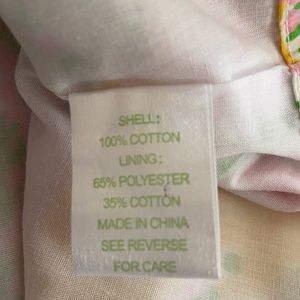 SHELL:
100% COTTON
LINING:
65% POLYESTER
35% COTTON
MADE IN CHINA
SEE REVERSE
FOR CARE